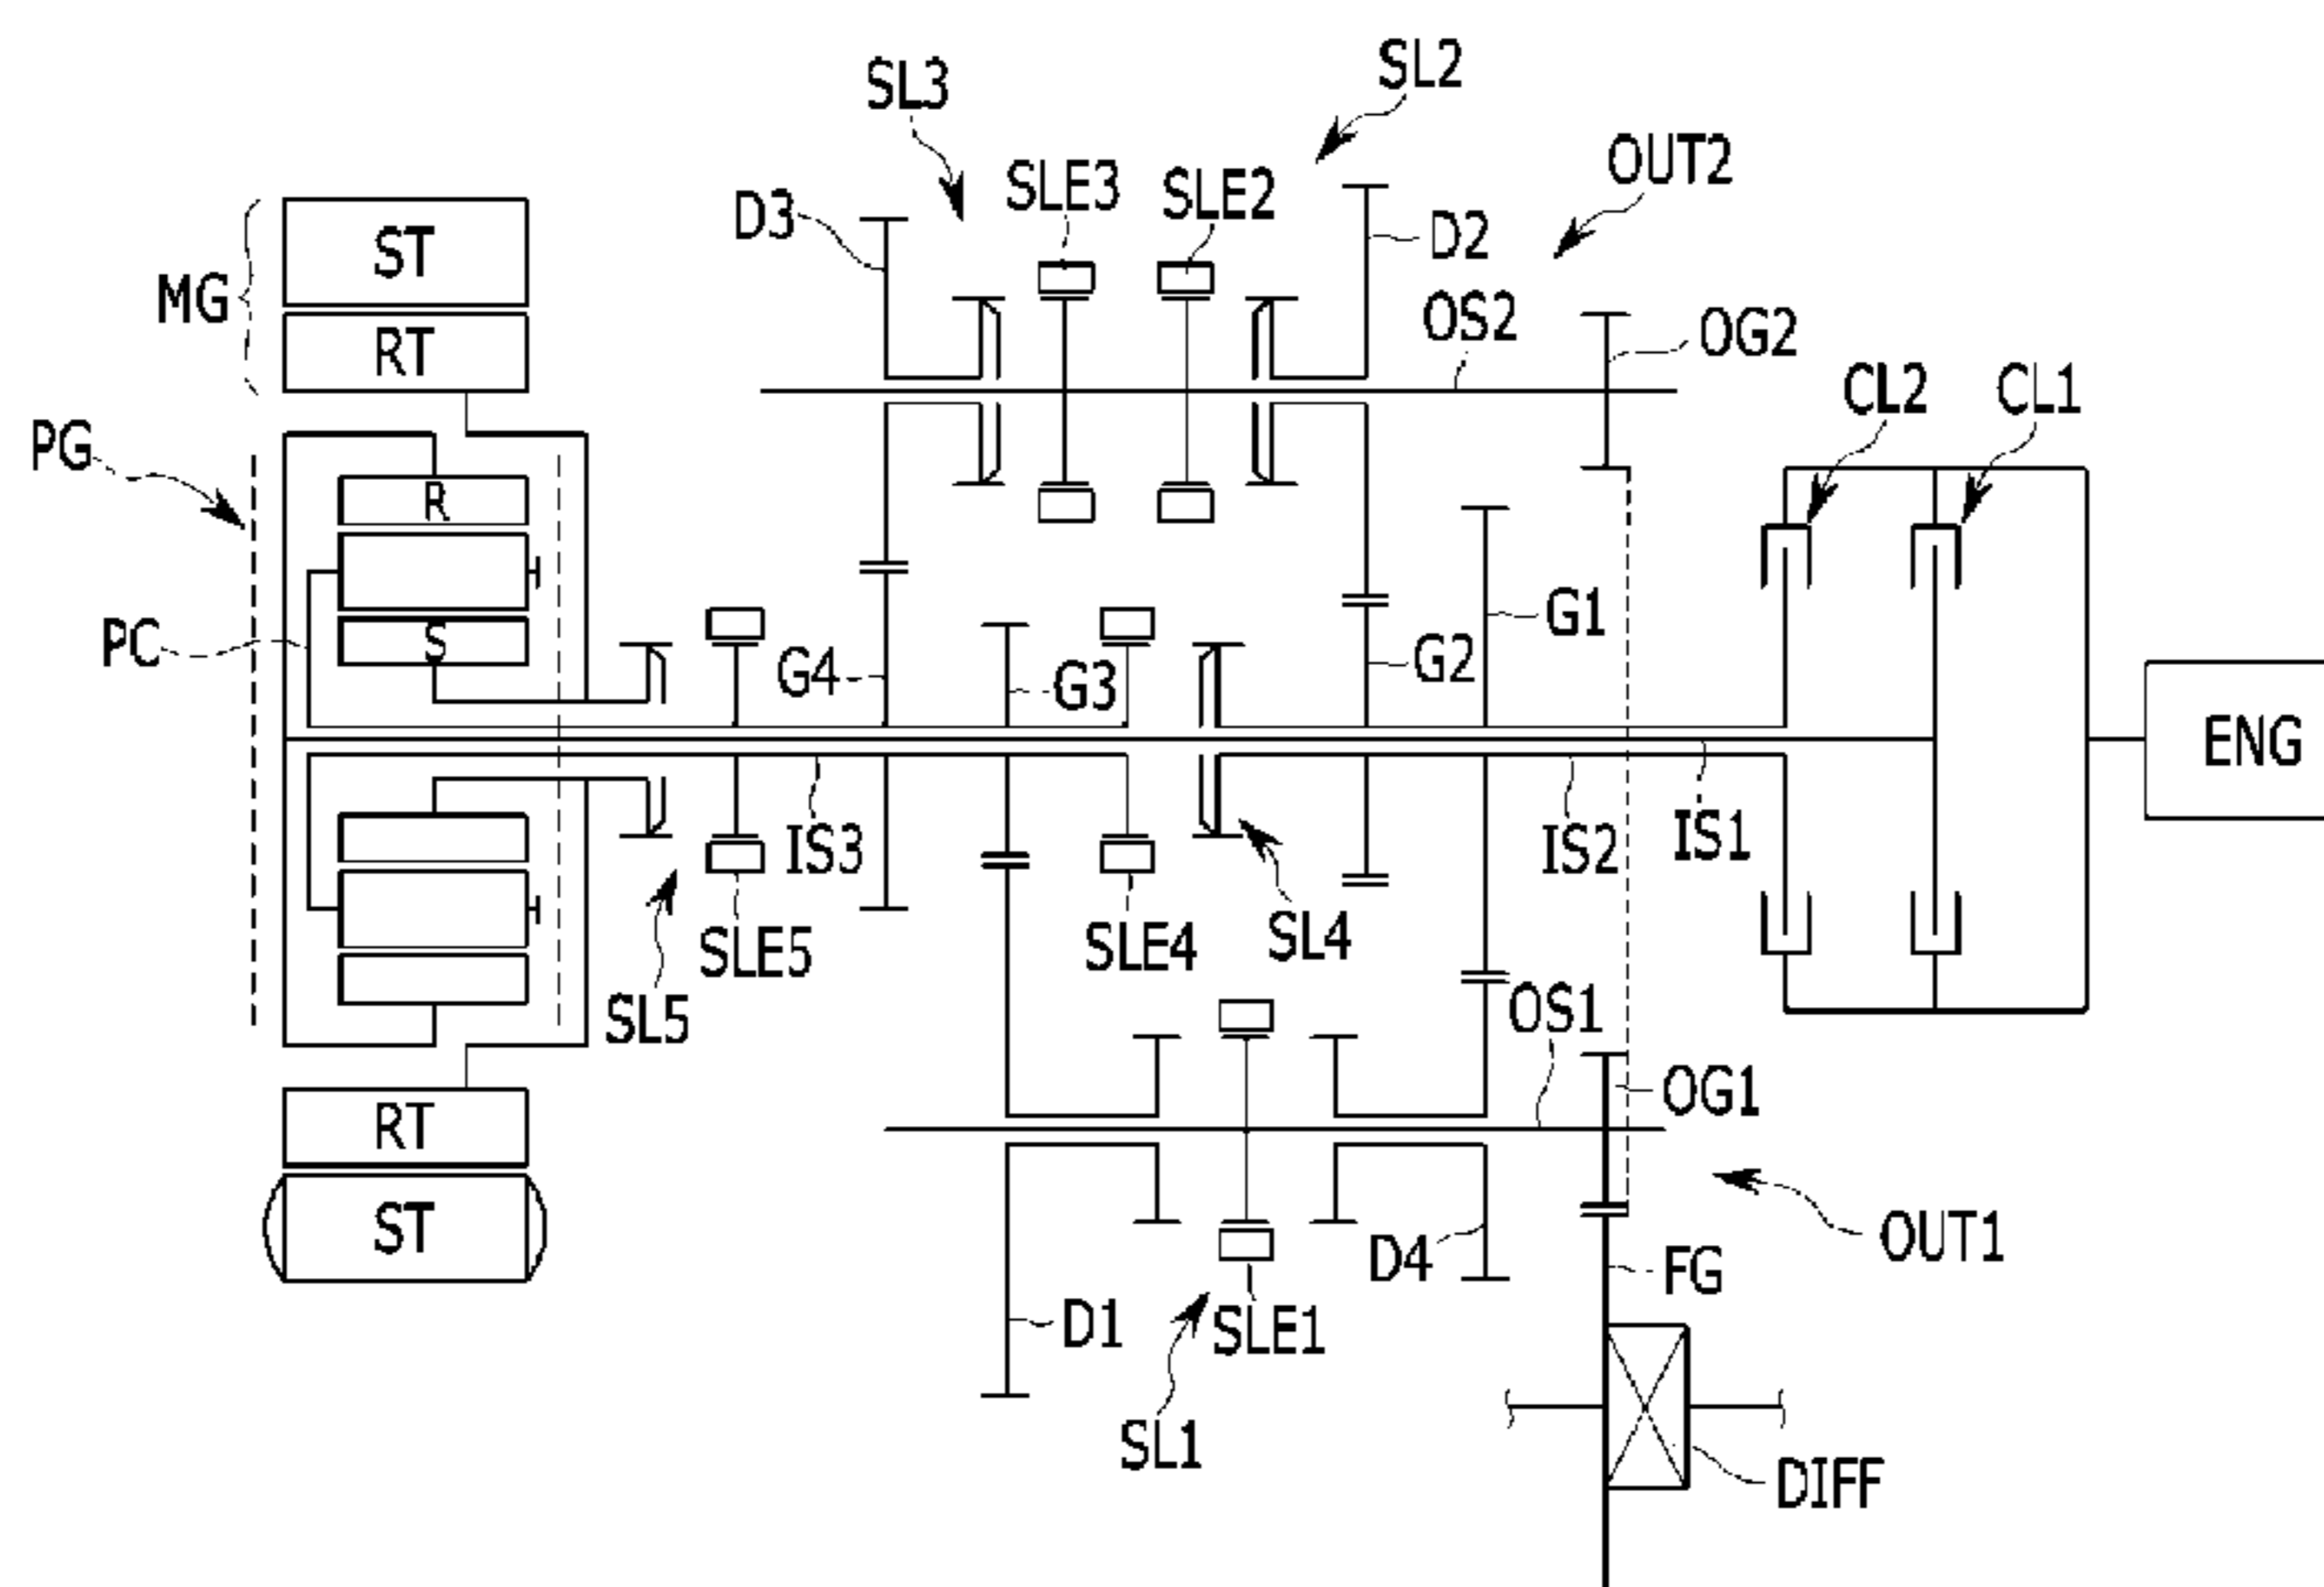 SL2
SL3
OUT2
SLE3
SLE2
D3
D2
ST
MG
OS2
OG2
RT
CL2
CL1
PG
R
G1
PC
S
G4
G3
G2
ENG
IS3
IS2
IS1
SLE5
SLE4
SL4
SL5
OS1
OG1
RT
ST
D4
OUT1
FG
D1
SLE1
SL1
DIFF